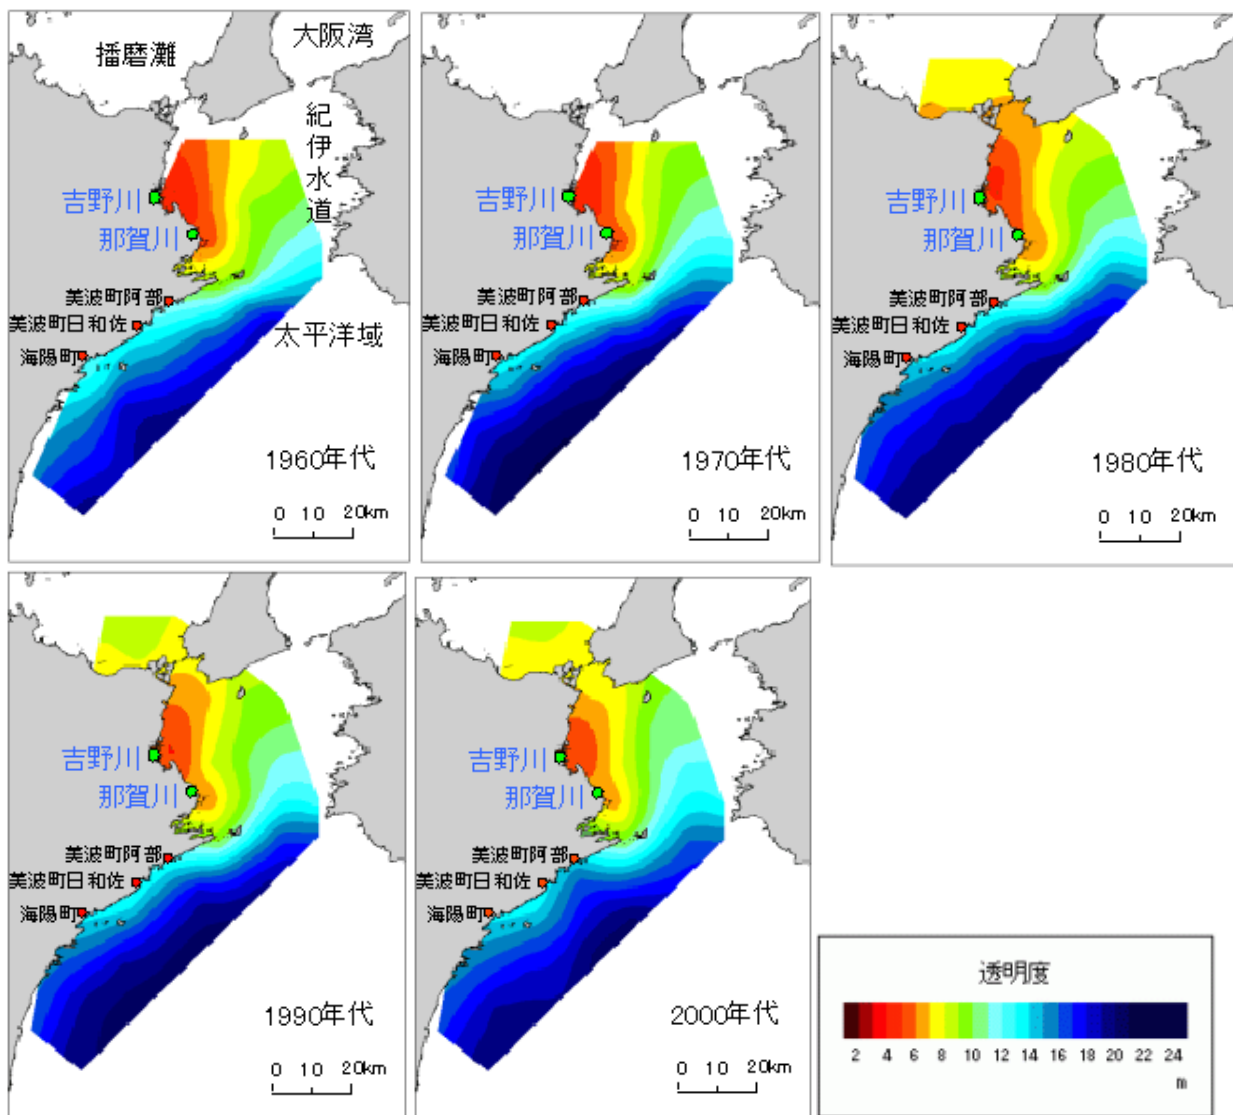 播磨灘
大阪湾
紀伊水道
吉野川
那賀川
美波町阿部
美波町日和佐
海陽町
太平洋域
1960年代
0 10 20km
吉野川
那賀川
美波町阿部
美波町日和佐
海陽町
1970年代
0 10 20km
吉野川
那賀川
美波町阿部
美波町日和佐
海陽町
1980年代
0 10 20km
吉野川
那賀川
美波町阿部
美波町日和佐
海陽町
1990年代
0 10 20km
吉野川
那賀川
美波町阿部
美波町日和佐
海陽町
2000年代
0 10 20km
透明度
2 4 6 8 10 12 14 16 18 20 22 24
m